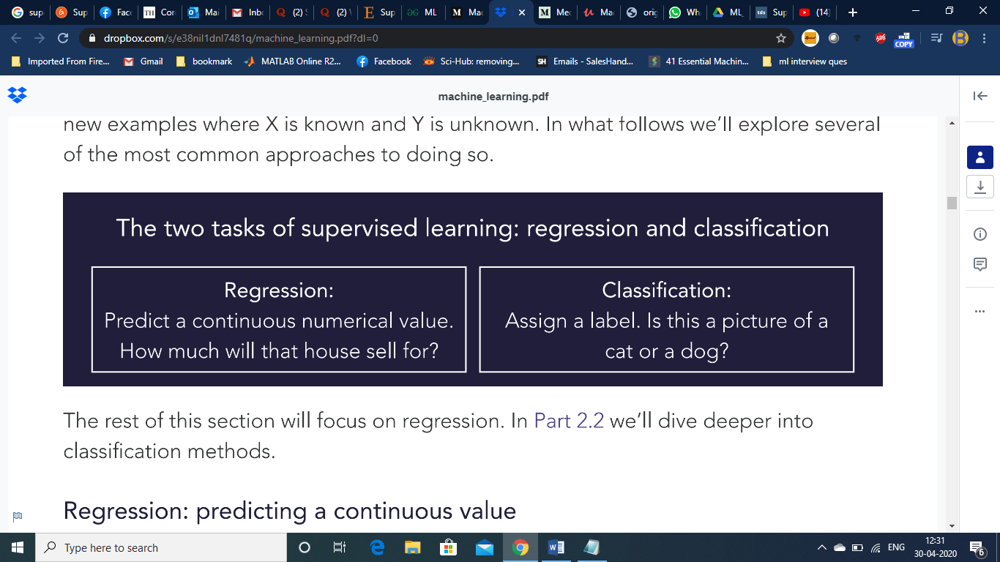 sup
Sup
Face
Cor
Mai
Inb
(2) S
(2) \
Sup
ML
Mac
Mec
Mac
orig
Wh
ML_
Sup
(14)
dropbox.com/s/e38nil1dnl7481q/machine_learning.pdf?dl=0
ABS
COPY
B
Imported From Fire...
Gmail
bookmark
MATLAB Online R2...
Facebook
Sci-Hub: removing...
SH
Emails - SalesHand...
41 Essential Machin...
ml interview ques
machine_learning.pdf
new examples where X is known and Y is unknown. In what follows we’ll explore several
of the most common approaches to doing so.
The two tasks of supervised learning: regression and classification
Regression:
Predict a continuous numerical value.
How much will that house sell for?
Classification:
Assign a label. Is this a picture of a
cat or a dog?
The rest of this section will focus on regression. In Part 2.2 we’ll dive deeper into
classification methods.
Regression: predicting a continuous value
Type here to search
ENG
12:31
30-04-2020
6